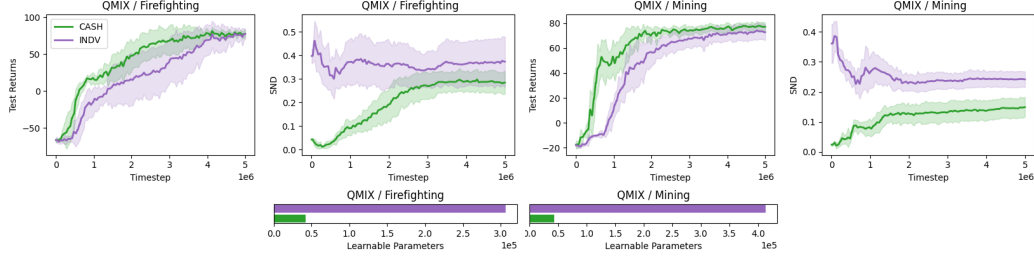 QMIX / Firefighting
CASH
INDV
100
50
0
−50
Test Returns
0
1
2
3
4
5
1e6
Timestep
QMIX / Firefighting
0.5
0.4
0.3
0.2
0.1
0.0
SND
0
1
2
3
4
5
1e6
Timestep
QMIX / Mining
80
60
40
20
0
−20
Test Returns
0
1
2
3
4
5
1e6
Timestep
QMIX / Mining
0.4
0.3
0.2
0.1
0.0
SND
0
1
2
3
4
5
1e6
Timestep
QMIX / Firefighting
0.0
0.5
1.0
1.5
2.0
2.5
3.0
1e5
Learnable Parameters
QMIX / Mining
0.0
0.5
1.0
1.5
2.0
2.5
3.0
3.5
4.0
1e5
Learnable Parameters